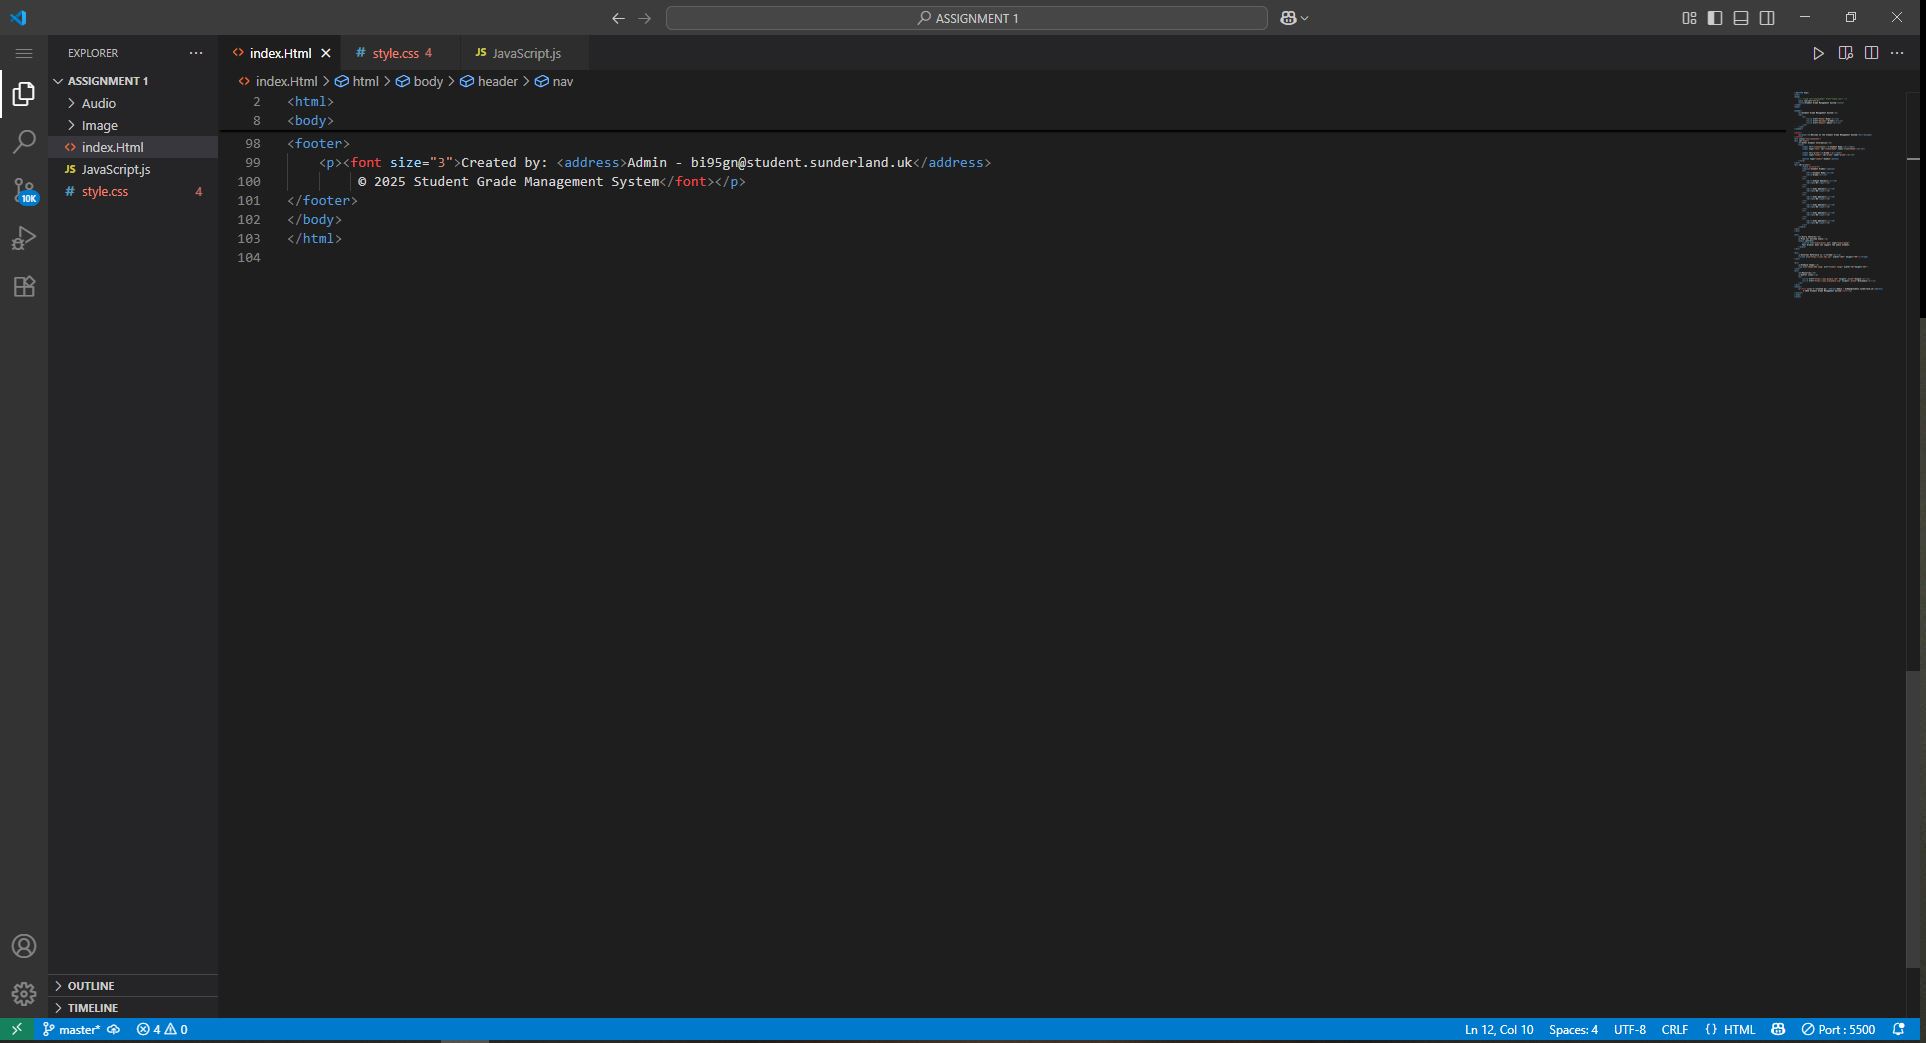 ASSIGNMENT 1
EXPLORER
index.Html
style.css 4
JS JavaScript.js
ASSIGNMENT 1
index.Html > html > body > header > nav
Audio
Image
index.Html
JS JavaScript.js
# style.css 4
10K
2 <html>
8 <body>
98 <footer>
99 <p><font size="3">Created by: <address>Admin - bi95gn@student.sunderland.uk</address>
100 © 2025 Student Grade Management System</font></p>
101 </footer>
102 </body>
103 </html>
104
OUTLINE
TIMELINE
master* 4 0 Ln 12, Col 10 Spaces: 4 UTF-8 CRLF {} HTML Port : 5500